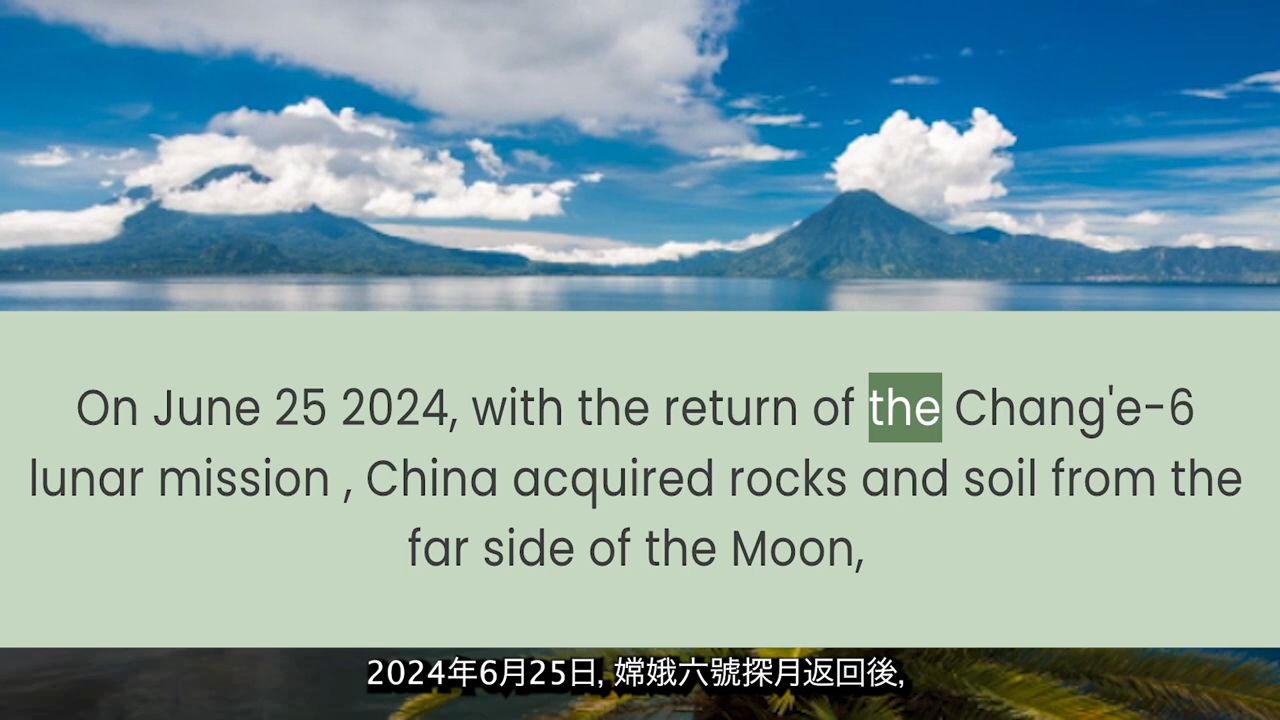 On June 25 2024, with the return of the Chang'e-6
lunar mission , China acquired rocks and soil from the
far side of the Moon,
2024年6月25日, 嫦娥六號探月返回後,